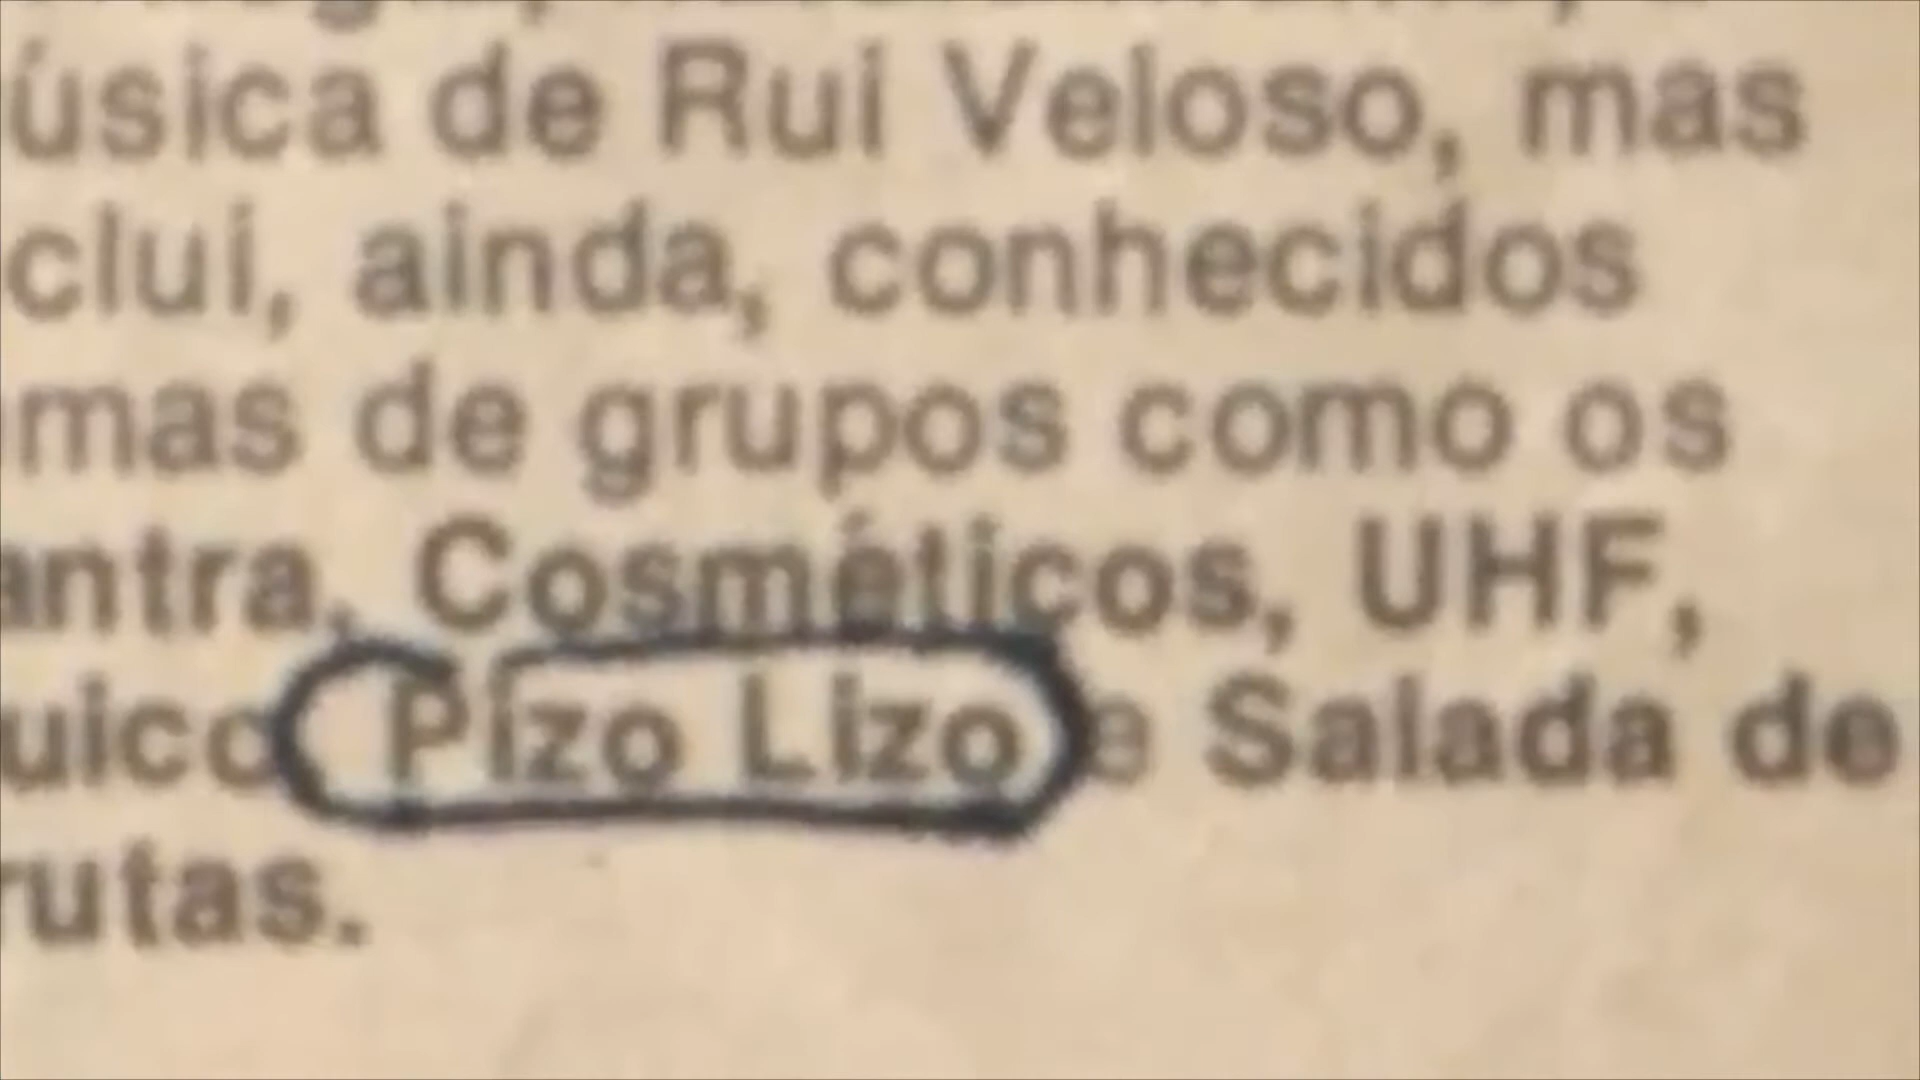 úsica de Rui Veloso, mas
clui, ainda, conhecidos
mas de grupos como os
antra, Cosméticos, UHF,
uico Pízo Lizo e Salada de
rutas.